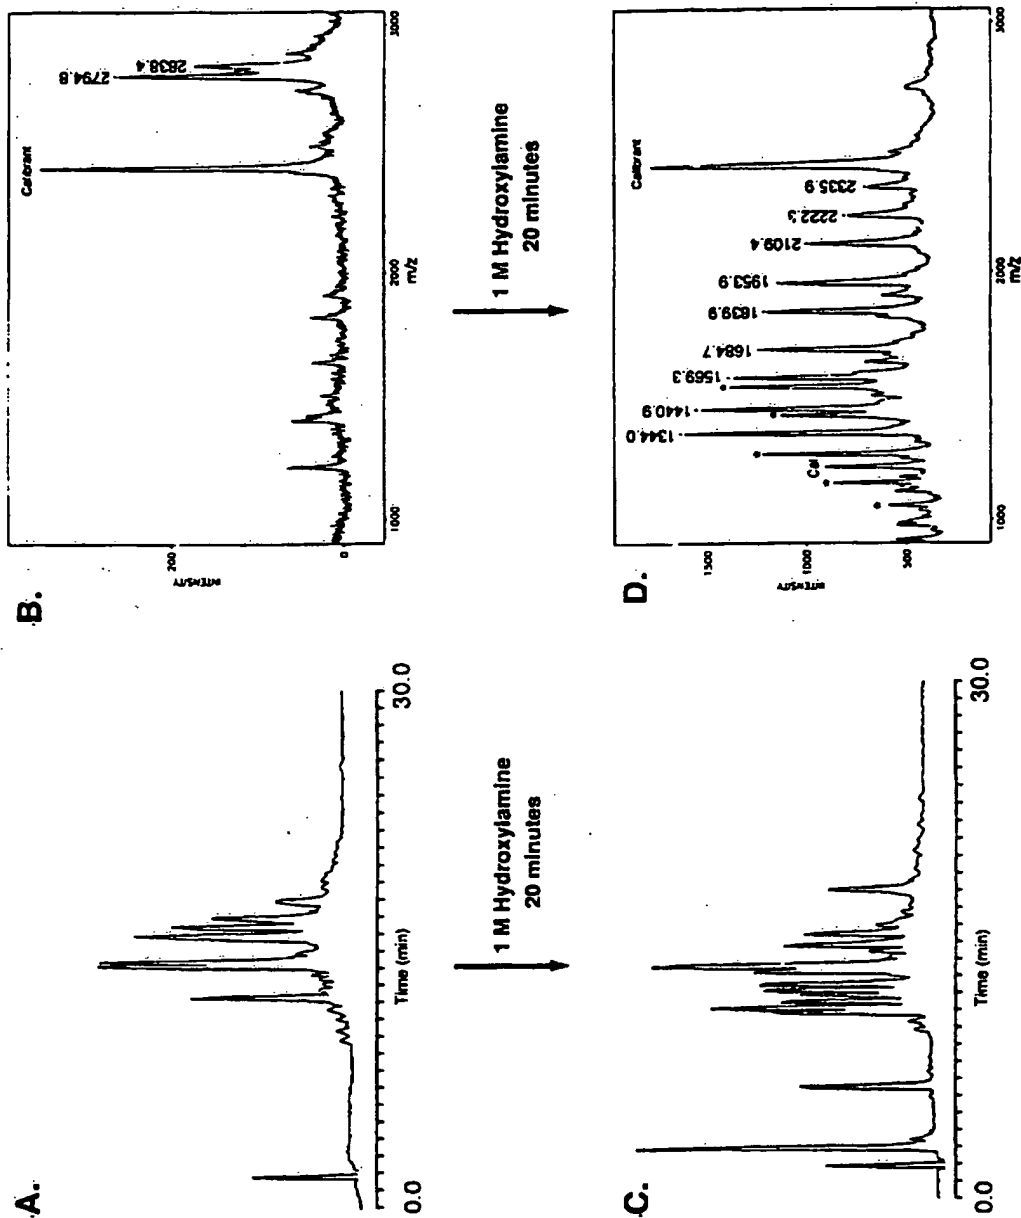 A.
0.0
30.0
Time (min)
1 M Hydroxylamine
20 minutes
C.
0.0
30.0
Time (min)
B.
INTENSITY
200
0
1000
2000
3000
m/z
Calibrant
2794.8
2838.4
1 M Hydroxylamine
20 minutes
D.
INTENSITY
1500
1000
500
1000
2000
3000
m/z
*
*
Cal
*
1344.0
*
1440.9
*
1569.3
1684.7
1839.9
1953.9
2109.4
2222.3
2335.9
Calibrant